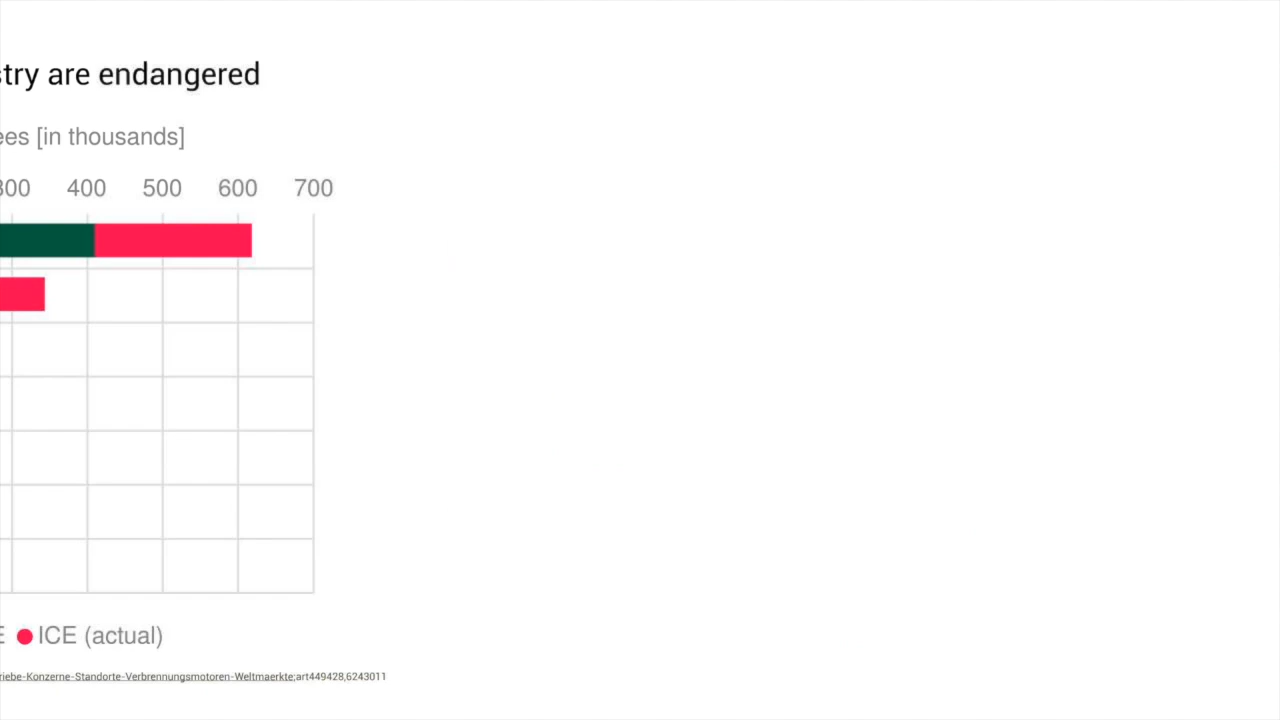 stry are endangered
ees [in thousands]
300 400 500 600 700
E ICE (actual)
riebe-Konzerne-Standorte-Verbrennungsmotoren-Weltmaerkte;art449428,6243011